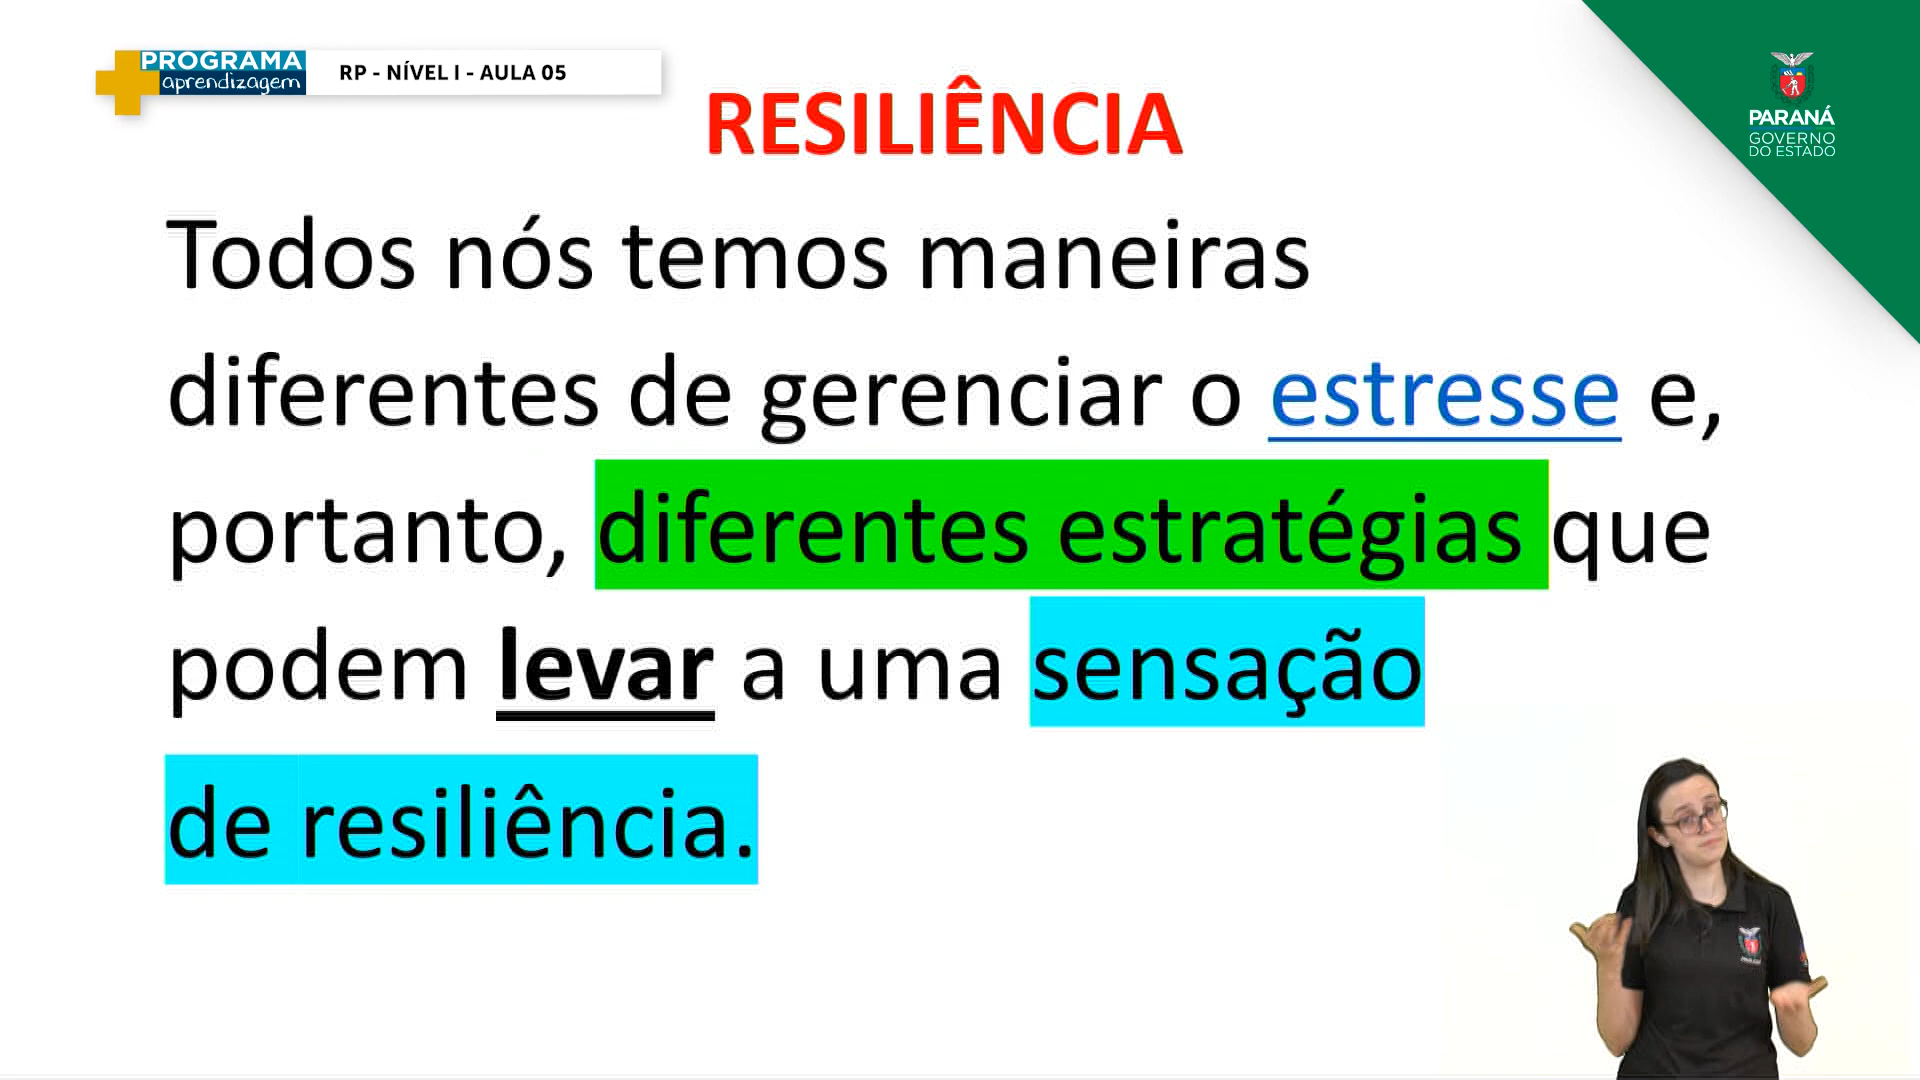 PROGRAMA
aprendizagem
RP - NÍVEL I - AULA 05
PARANÁ
GOVERNO
DO ESTADO
RESILIÊNCIA
Todos nós temos maneiras
diferentes de gerenciar o estresse e,
portanto, diferentes estratégias que
podem levar a uma sensação
de resiliência.